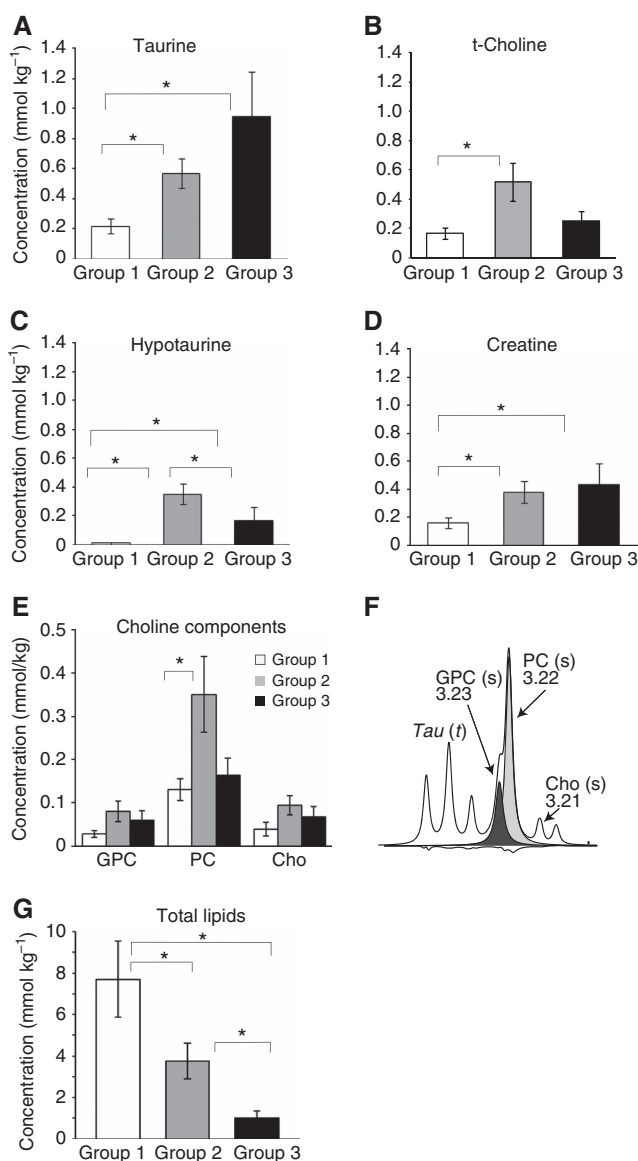 A
Taurine
Concentration (mmol kg⁻¹)
1.4
1.2
1.0
0.8
0.6
0.4
0.2
0
*
*
Group 1 Group 2 Group 3
B
t-Choline
1.4
1.2
1.0
0.8
0.6
0.4
0.2
0
*
Group 1 Group 2 Group 3
C
Hypotaurine
Concentration (mmol kg⁻¹)
1.4
1.2
1.0
0.8
0.6
0.4
0.2
0
*
*
*
Group 1 Group 2 Group 3
D
Creatine
1.4
1.2
1.0
0.8
0.6
0.4
0.2
0
*
*
Group 1 Group 2 Group 3
E
Choline components
Concentration (mmol/kg)
0.5
0.4
0.3
0.2
0.1
0
*
Group 1
Group 2
Group 3
GPC PC Cho
F
PC (s)
3.22
GPC (s)
3.23
Tau (t)
Cho (s)
3.21
G
Total lipids
Concentration (mmol kg⁻¹)
10
8
6
4
2
0
*
*
*
Group 1 Group 2 Group 3